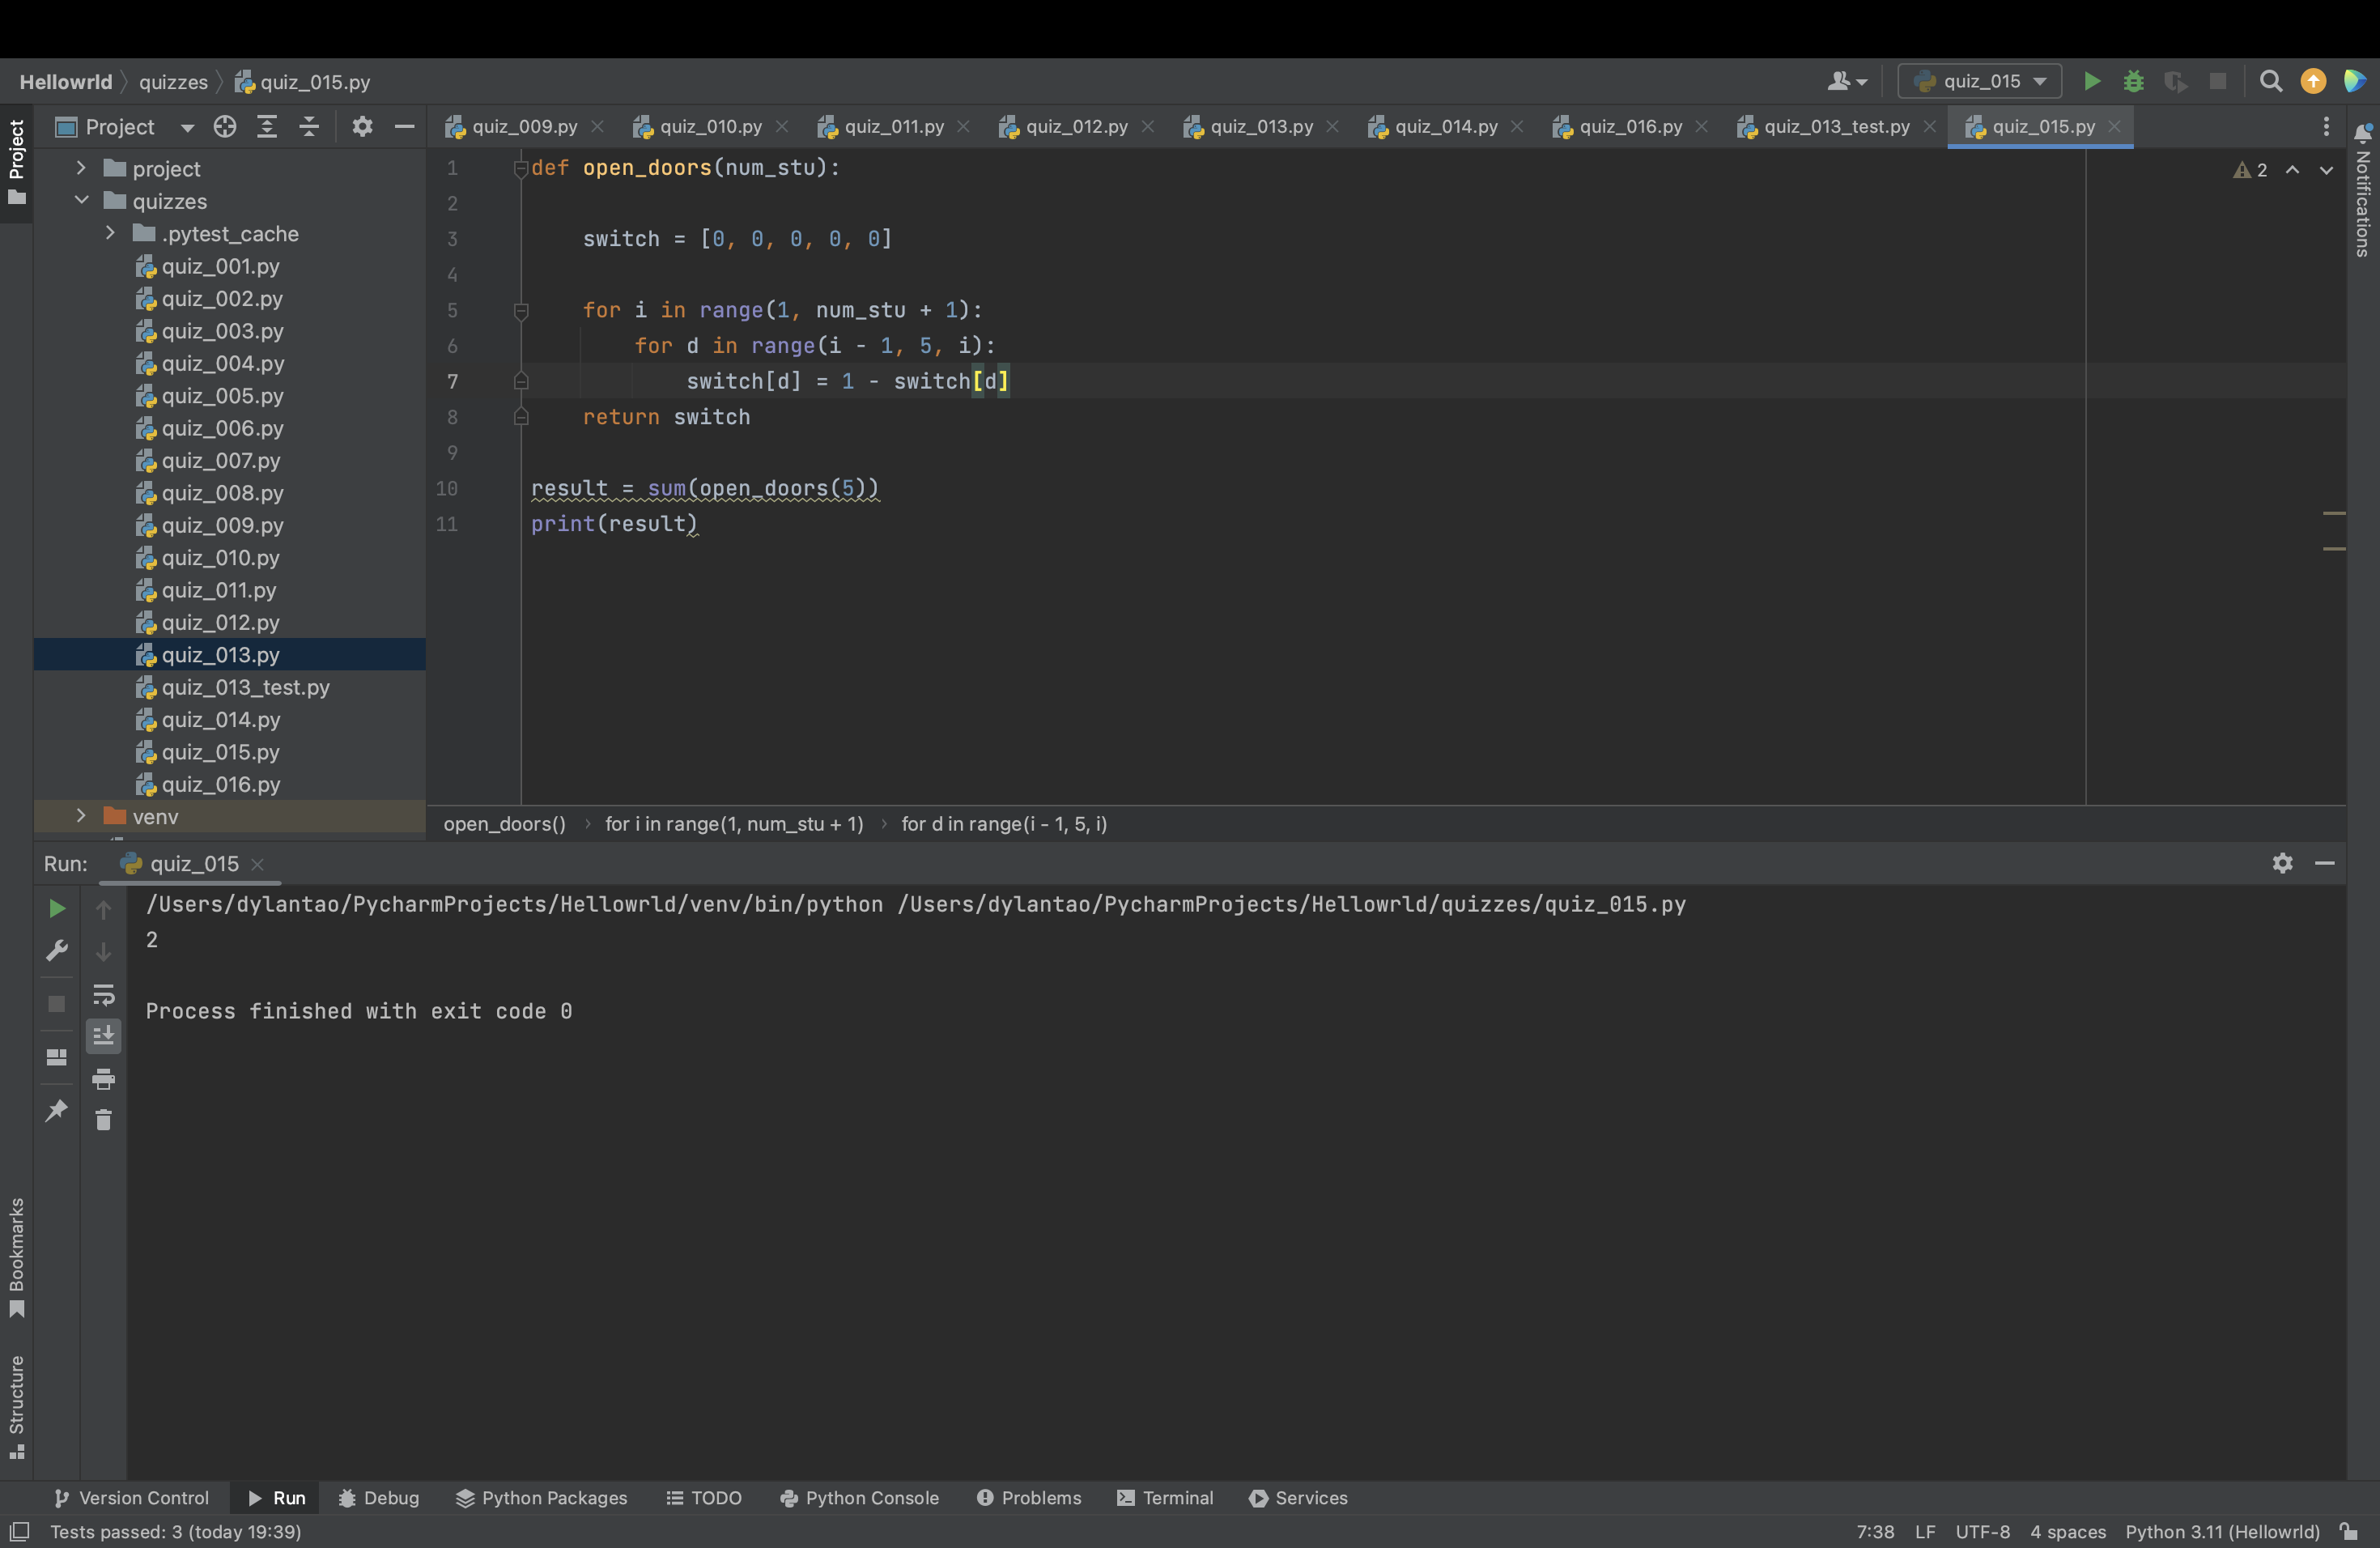 Hellowrld quizzes quiz_015.py quiz_015
Project
Project
quiz_009.py quiz_010.py quiz_011.py quiz_012.py quiz_013.py quiz_014.py quiz_016.py quiz_013_test.py quiz_015.py
Notifications
project
quizzes
.pytest_cache
quiz_001.py
quiz_002.py
quiz_003.py
quiz_004.py
quiz_005.py
quiz_006.py
quiz_007.py
quiz_008.py
quiz_009.py
quiz_010.py
quiz_011.py
quiz_012.py
quiz_013.py
quiz_013_test.py
quiz_014.py
quiz_015.py
quiz_016.py
venv
1 def open_doors(num_stu):
2
2
3 switch = [0, 0, 0, 0, 0]
4
5 for i in range(1, num_stu + 1):
6 for d in range(i - 1, 5, i):
7 switch[d] = 1 - switch[d]
8 return switch
9
10 result = sum(open_doors(5))
11 print(result)
open_doors() for i in range(1, num_stu + 1) for d in range(i - 1, 5, i)
Run: quiz_015
/Users/dylantao/PycharmProjects/Hellowrld/venv/bin/python /Users/dylantao/PycharmProjects/Hellowrld/quizzes/quiz_015.py
2
Process finished with exit code 0
Bookmarks
Structure
Version Control Run Debug Python Packages TODO Python Console Problems Terminal Services
Tests passed: 3 (today 19:39) 7:38 LF UTF-8 4 spaces Python 3.11 (Hellowrld)